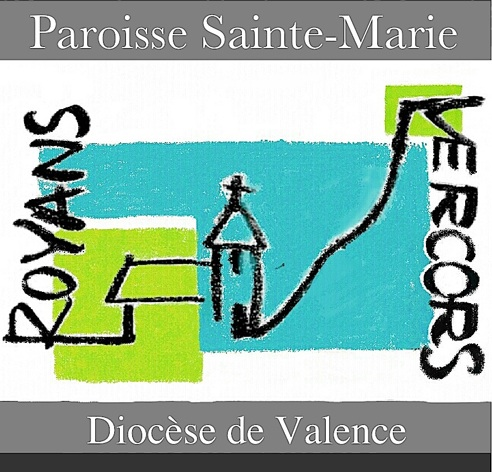 Paroisse Sainte-Marie
ROYANS
VERCORS
Diocèse de Valence